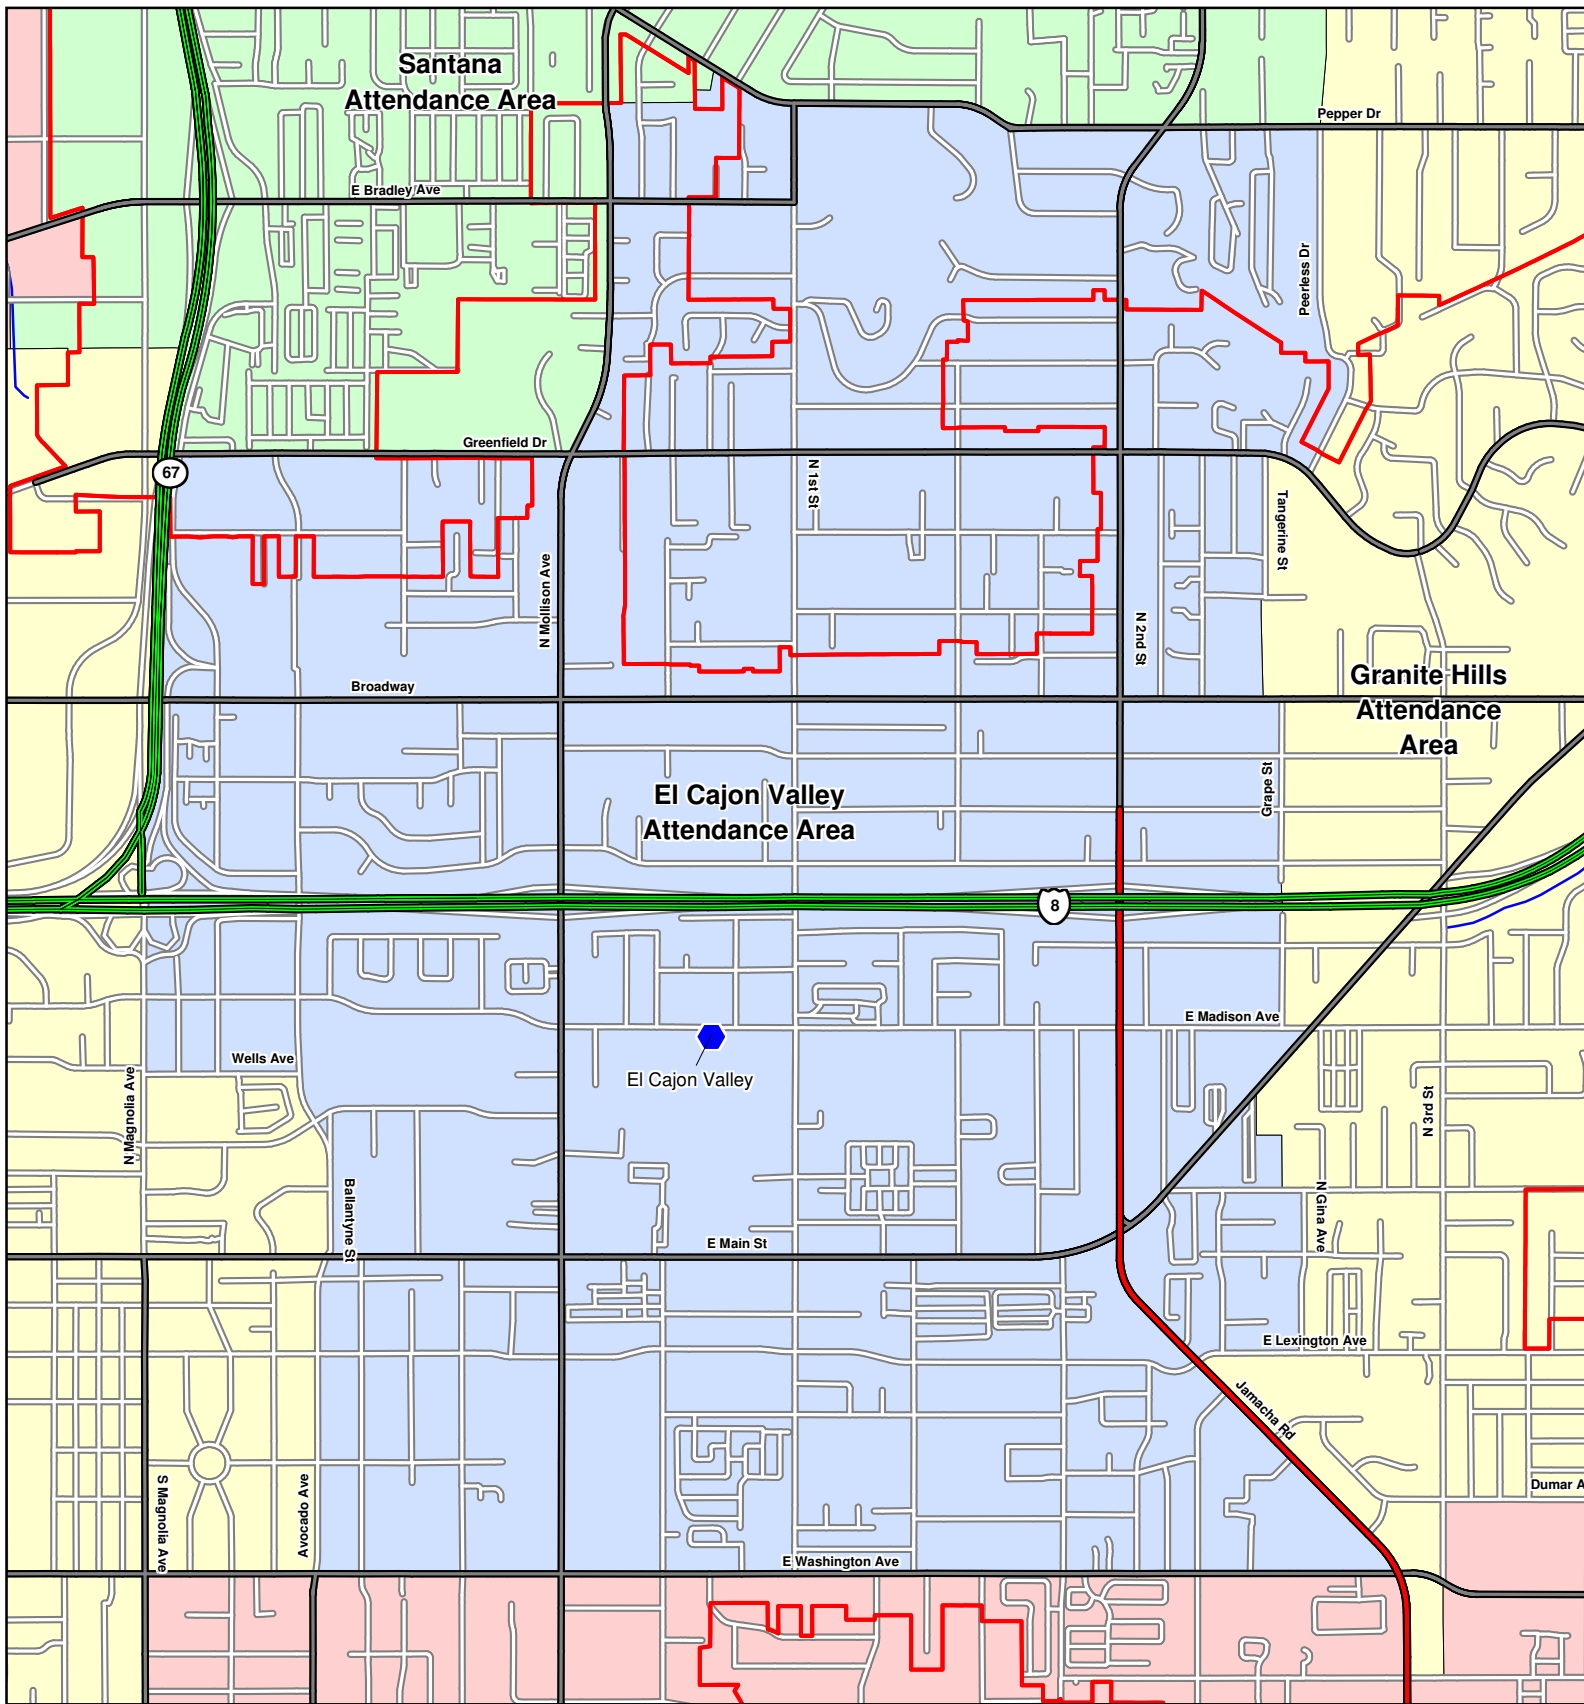 Santana
Attendance Area
Pepper Dr
E Bradley Ave
Peerless Dr
Greenfield Dr
67
N 1st St
Tangerine St
N Mollison Ave
N 2nd St
Broadway
Granite Hills
Attendance
Area
El Cajon Valley
Attendance Area
Grape St
8
E Madison Ave
Wells Ave
El Cajon Valley
N Magnolia Ave
N 3rd St
Ballantyne St
N Gina Ave
E Main St
E Lexington Ave
Jamacha Rd
S Magnolia Ave
Avocado Ave
Dumar A
E Washington Ave